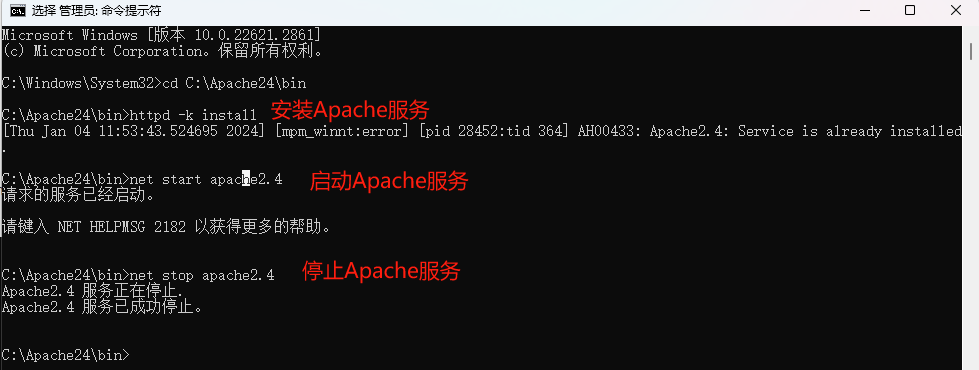 选择 管理员: 命令提示符
Microsoft Windows [版本 10.0.22621.2861]
(c) Microsoft Corporation。保留所有权利。
C:\Windows\System32>cd C:\Apache24\bin
C:\Apache24\bin>httpd -k install 安装Apache服务
[Thu Jan 04 11:53:43.524695 2024] [mpm_winnt:error] [pid 28452:tid 364] AH00433: Apache2.4: Service is already installed
.
C:\Apache24\bin>net start apache2.4 启动Apache服务
请求的服务已经启动。
请键入 NET HELPMSG 2182 以获得更多的帮助。
C:\Apache24\bin>net stop apache2.4 停止Apache服务
Apache2.4 服务正在停止.
Apache2.4 服务已成功停止。
C:\Apache24\bin>